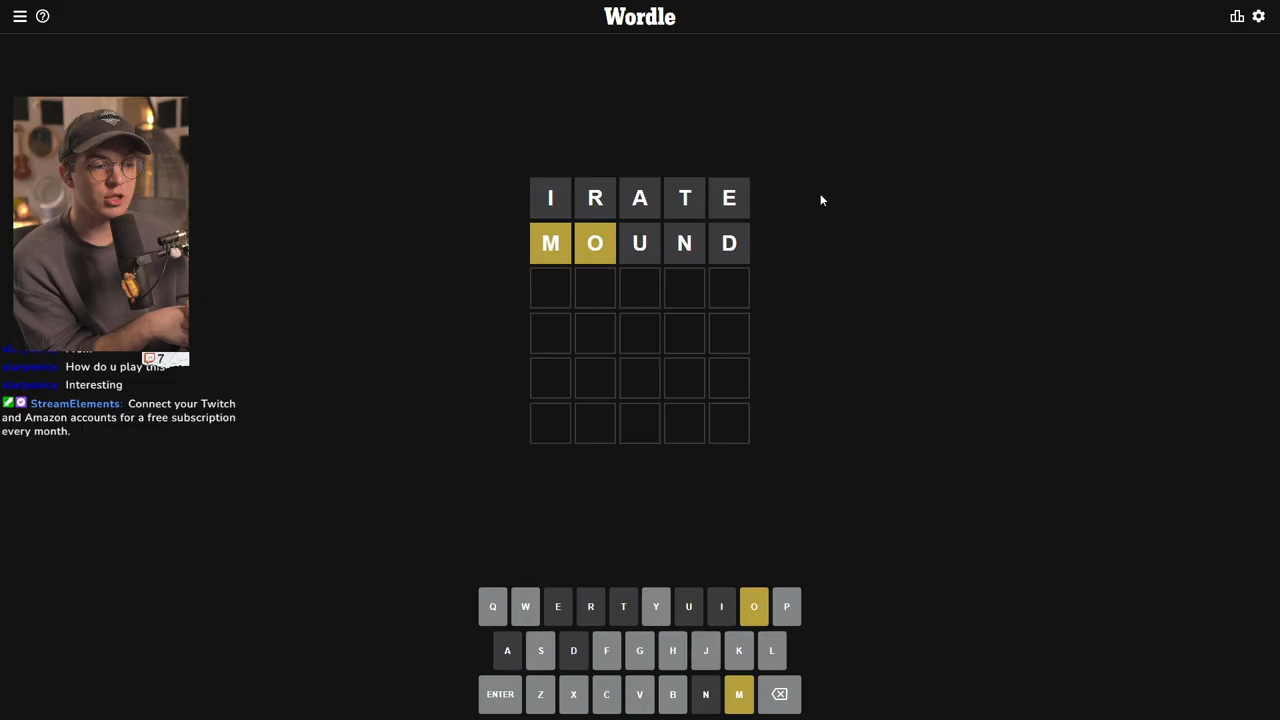 Wordle
I R A T E
M O U N D
7
How do u play this
Interesting
StreamElements: Connect your Twitch
and Amazon accounts for a free subscription
every month.
Q W E R T Y U I O P
A S D F G H J K L
ENTER Z X C V B N M